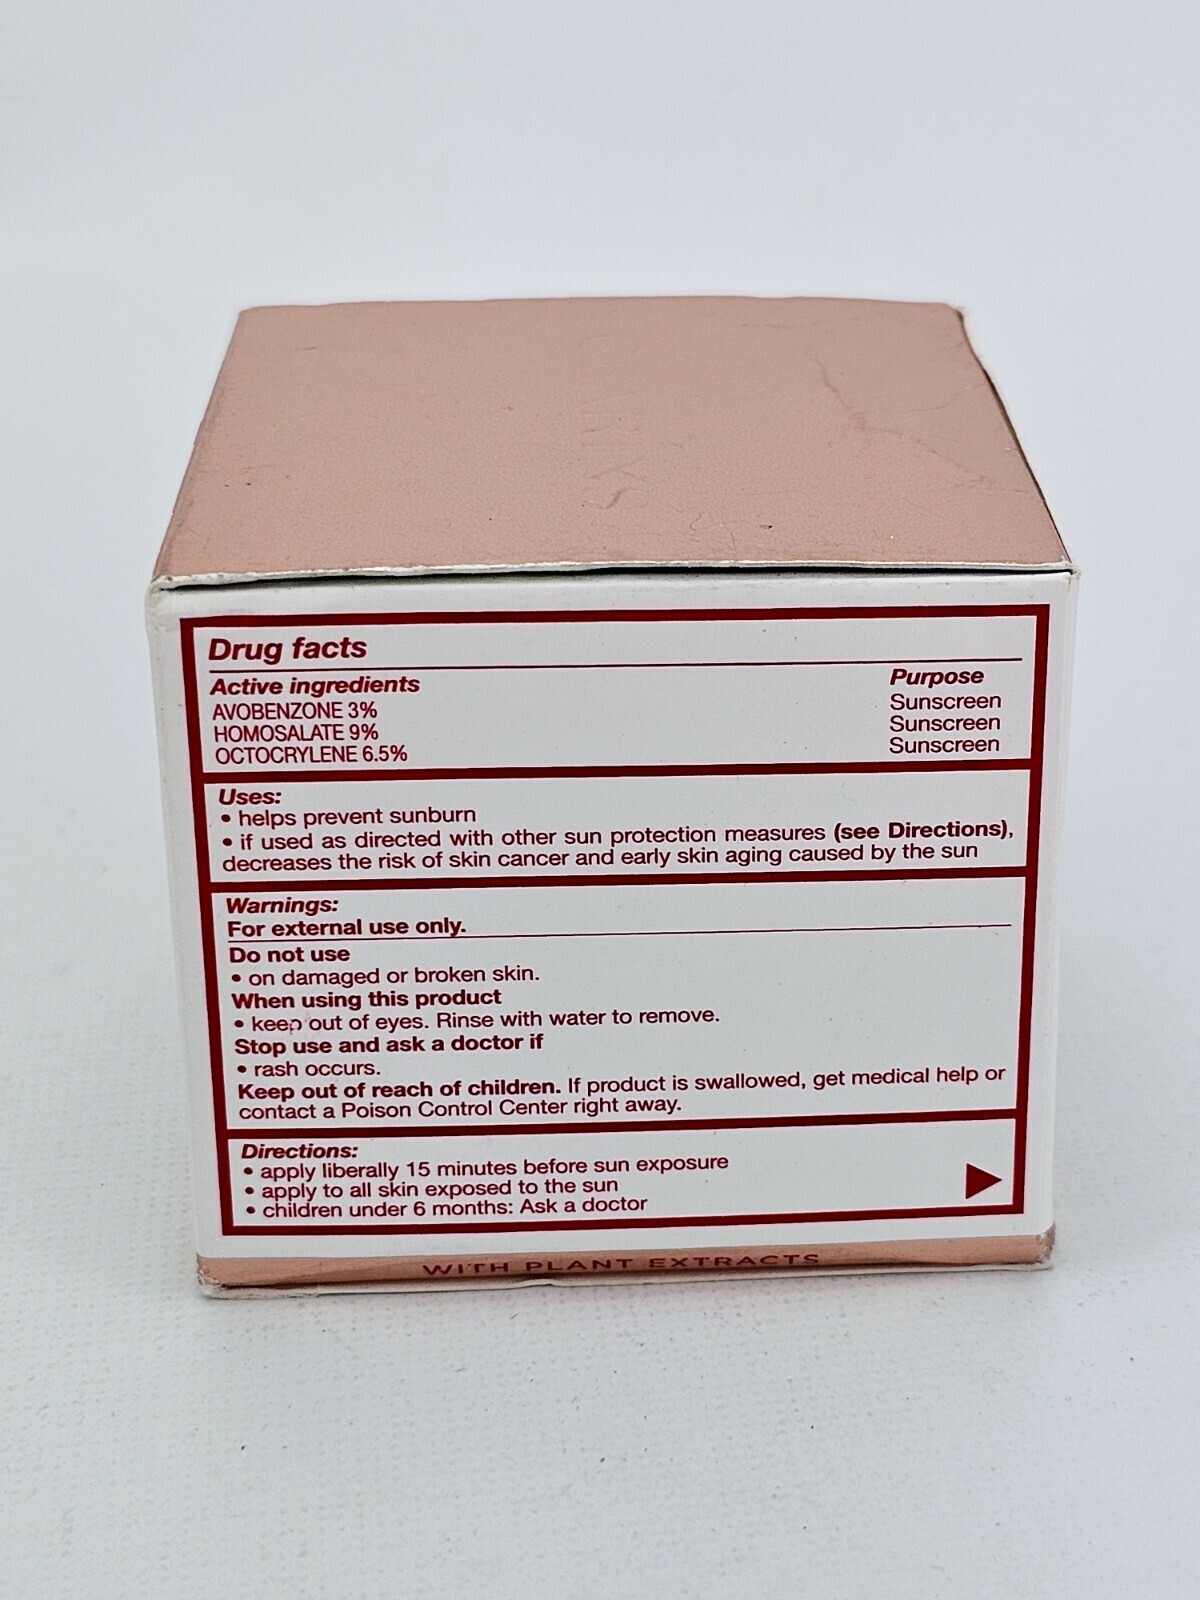 CLARINS
Drug facts
Active ingredients Purpose
AVOBENZONE 3% Sunscreen
HOMOSALATE 9% Sunscreen
OCTOCRYLENE 6.5% Sunscreen
Uses:
• helps prevent sunburn
• if used as directed with other sun protection measures (see Directions),
decreases the risk of skin cancer and early skin aging caused by the sun
Warnings:
For external use only.
Do not use
• on damaged or broken skin.
When using this product
• keep out of eyes. Rinse with water to remove.
Stop use and ask a doctor if
• rash occurs.
Keep out of reach of children. If product is swallowed, get medical help or
contact a Poison Control Center right away.
Directions:
• apply liberally 15 minutes before sun exposure
• apply to all skin exposed to the sun
• children under 6 months: Ask a doctor
WITH PLANT EXTRACTS